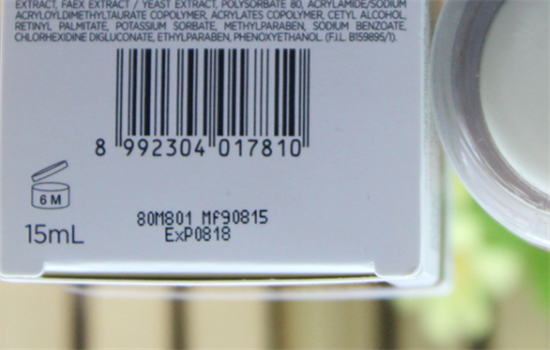 EXTRACT, FAEX EXTRACT / YEAST EXTRACT, POLYSORBATE 80, ACRYLAMIDE/SODIUM
ACRYLOYLDIMETHYLTAURATE COPOLYMER, ACRYLATES COPOLYMER, CETYL ALCOHOL,
RETINYL PALMITATE, POTASSIUM SORBATE, METHYLPARABEN, SODIUM BENZOATE,
CHLORHEXIDINE DIGLUCONATE, ETHYLPARABEN, PHENOXYETHANOL. (F.I.L. B159895/1).
8 992304 017810
6 M
15mL
80M801 Mfg0815
ExP0818